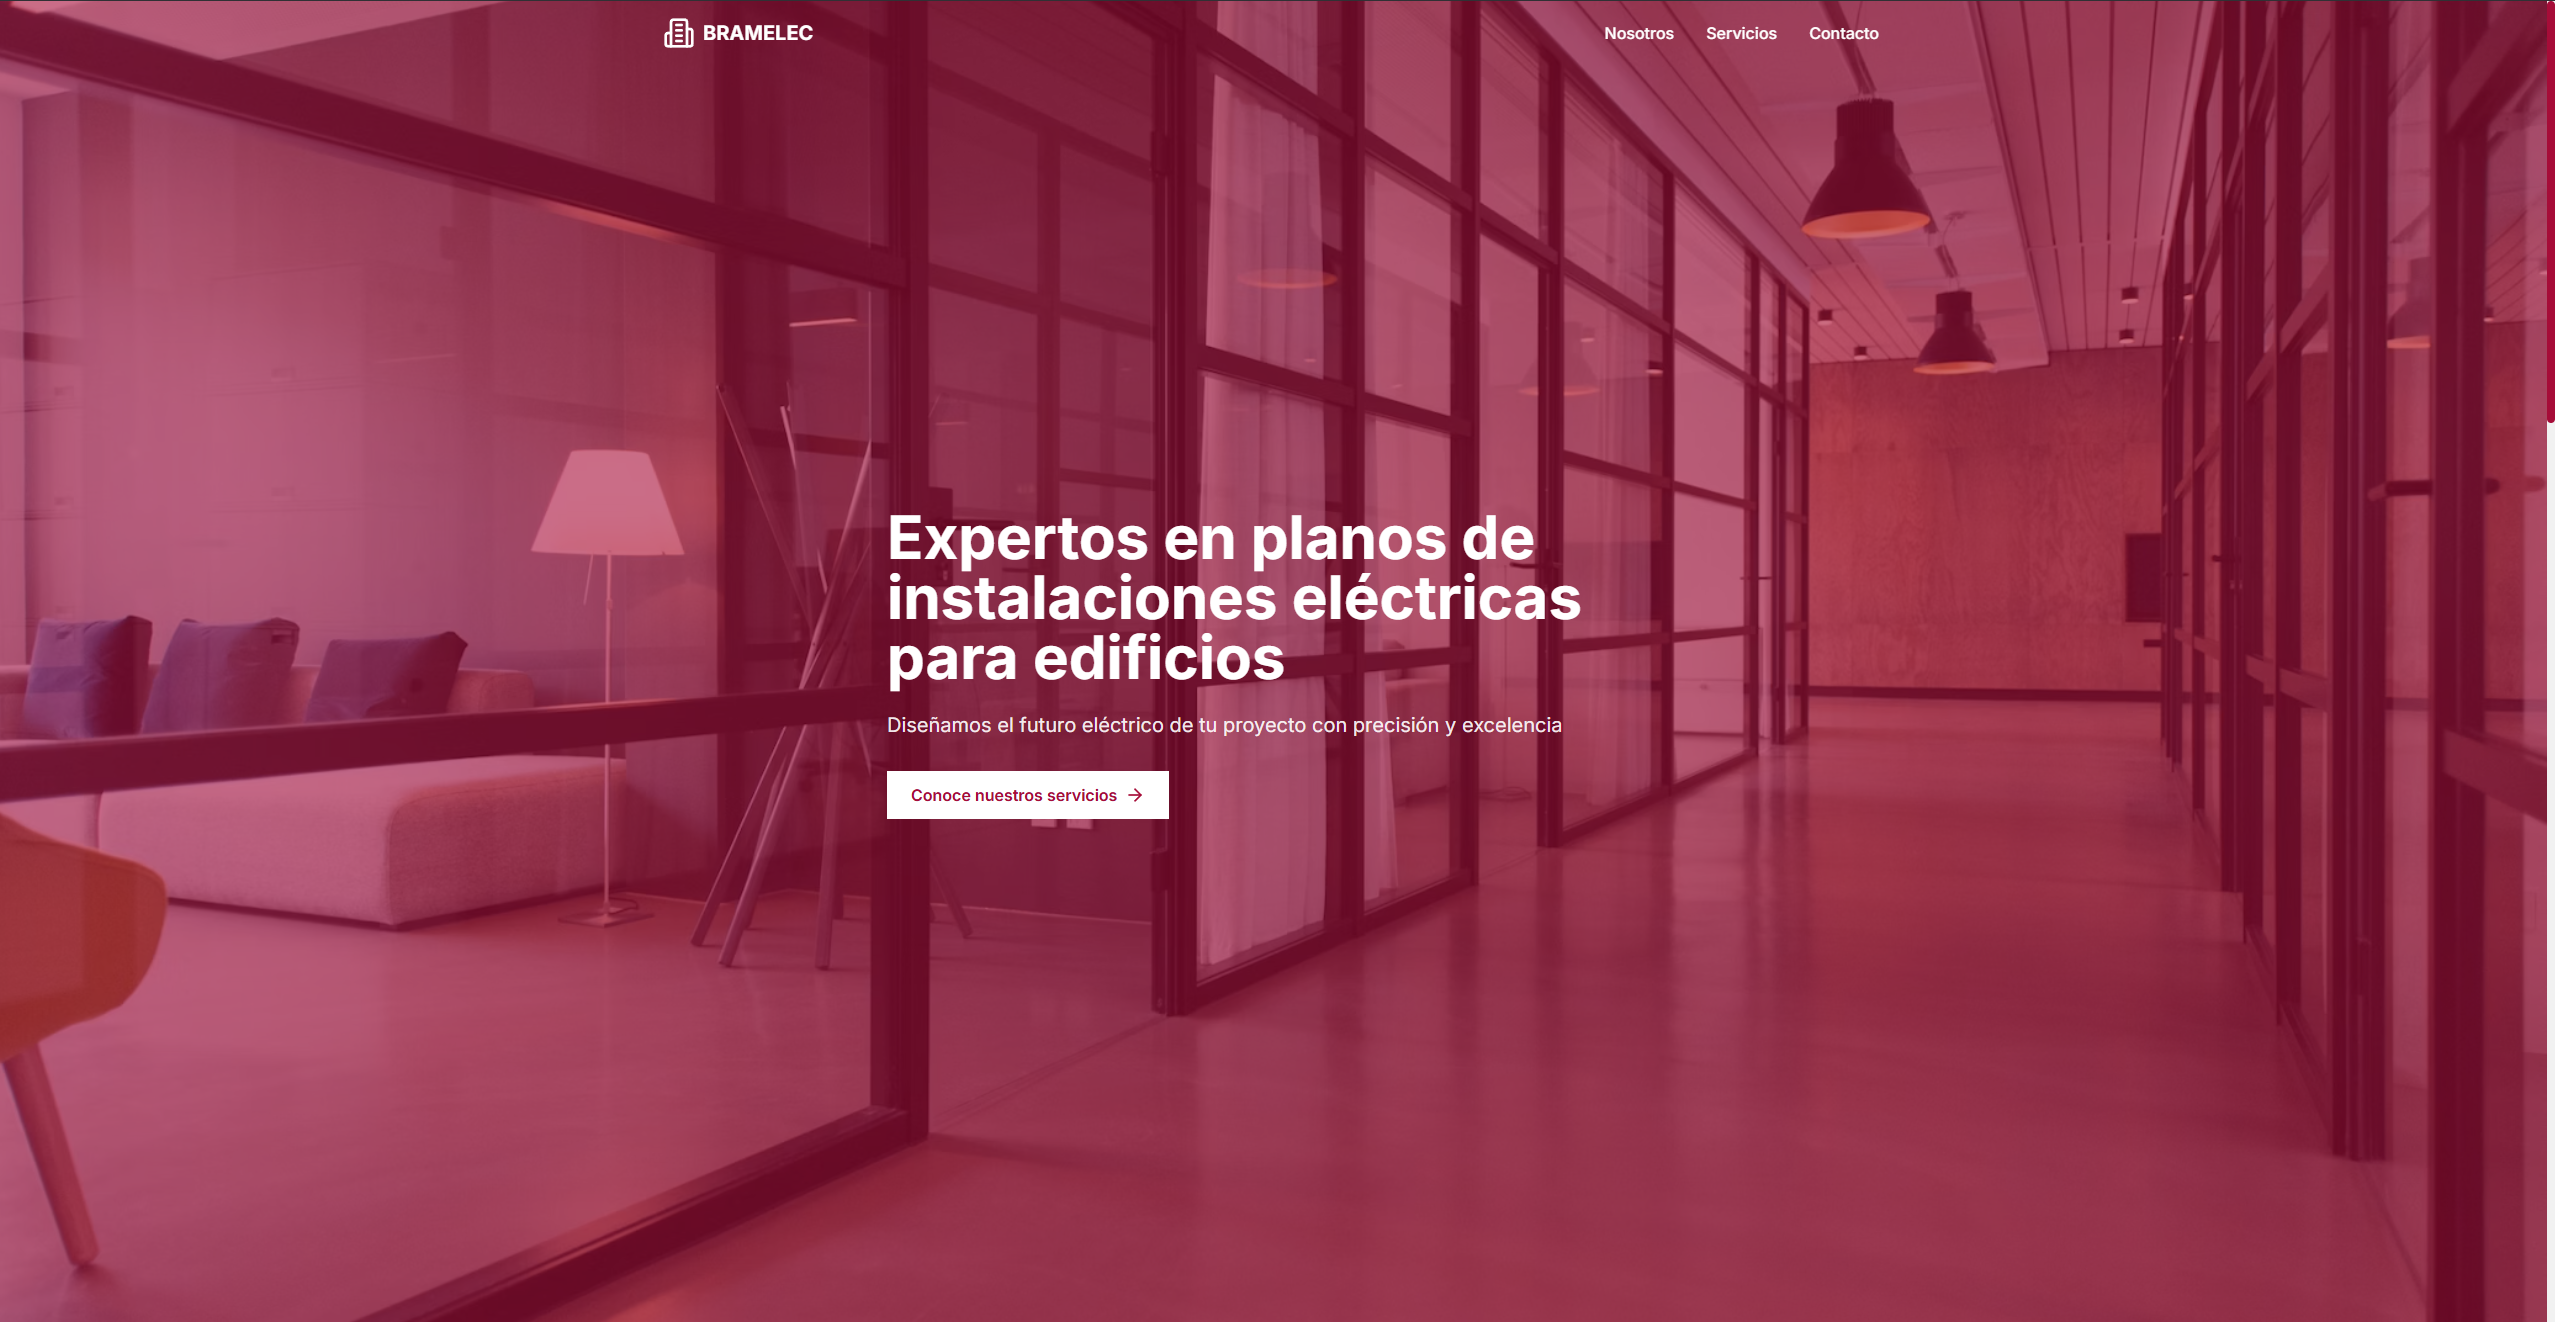 BRAMELEC
Nosotros Servicios Contacto
Expertos en planos de
instalaciones eléctricas
para edificios
Diseñamos el futuro eléctrico de tu proyecto con precisión y excelencia
Conoce nuestros servicios →